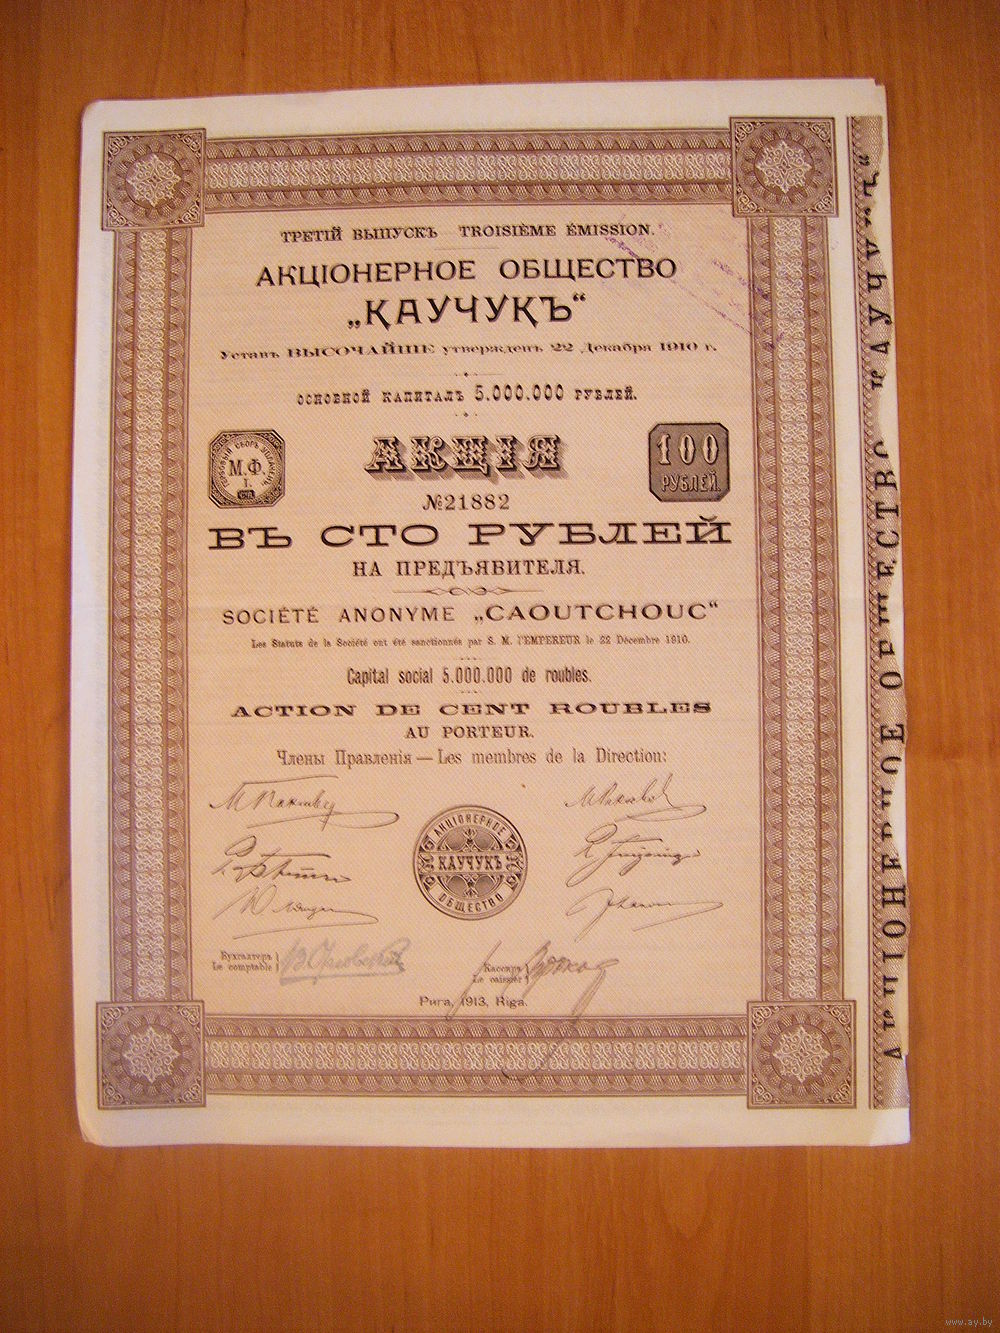 ТРЕТІЙ ВЫПУСКЪ TROISIÈME ÉMISSION.
АКЦІОНЕРНОЕ ОБЩЕСТВО
„КАУЧУКЪ“
Уставъ ВЫСОЧАЙШЕ утвержденъ 22 Декабря 1910 г.
ОСНОВНОЙ КАПИТАЛЪ 5.000.000 РУБЛЕЙ.
М.Ф.
I.
АКЦІЯ
100
РУБЛЕЙ.
№21882
ВЪ СТО РУБЛЕЙ
НА ПРЕДЪЯВИТЕЛЯ.
SOCIÉTÉ ANONYME „CAOUTCHOUC“
Les Statuts de la Société ont été sanctionnés par S. M. l'EMPEREUR le 22 Décembre 1910.
Capital social 5.000.000 de roubles.
ACTION DE CENT ROUBLES
AU PORTEUR.
Члены Правленія — Les membres de la Direction:
АКЦІОНЕРНОЕ
КАУЧУКЪ
ОБЩЕСТВО
Бухгалтеръ
Le comptable
Кассиръ
Le caissier
Рига, 1913, Riga.
АКЦІОНЕРНОЕ ОБЩЕСТВО „КАУЧУКЪ“
www.ay.by